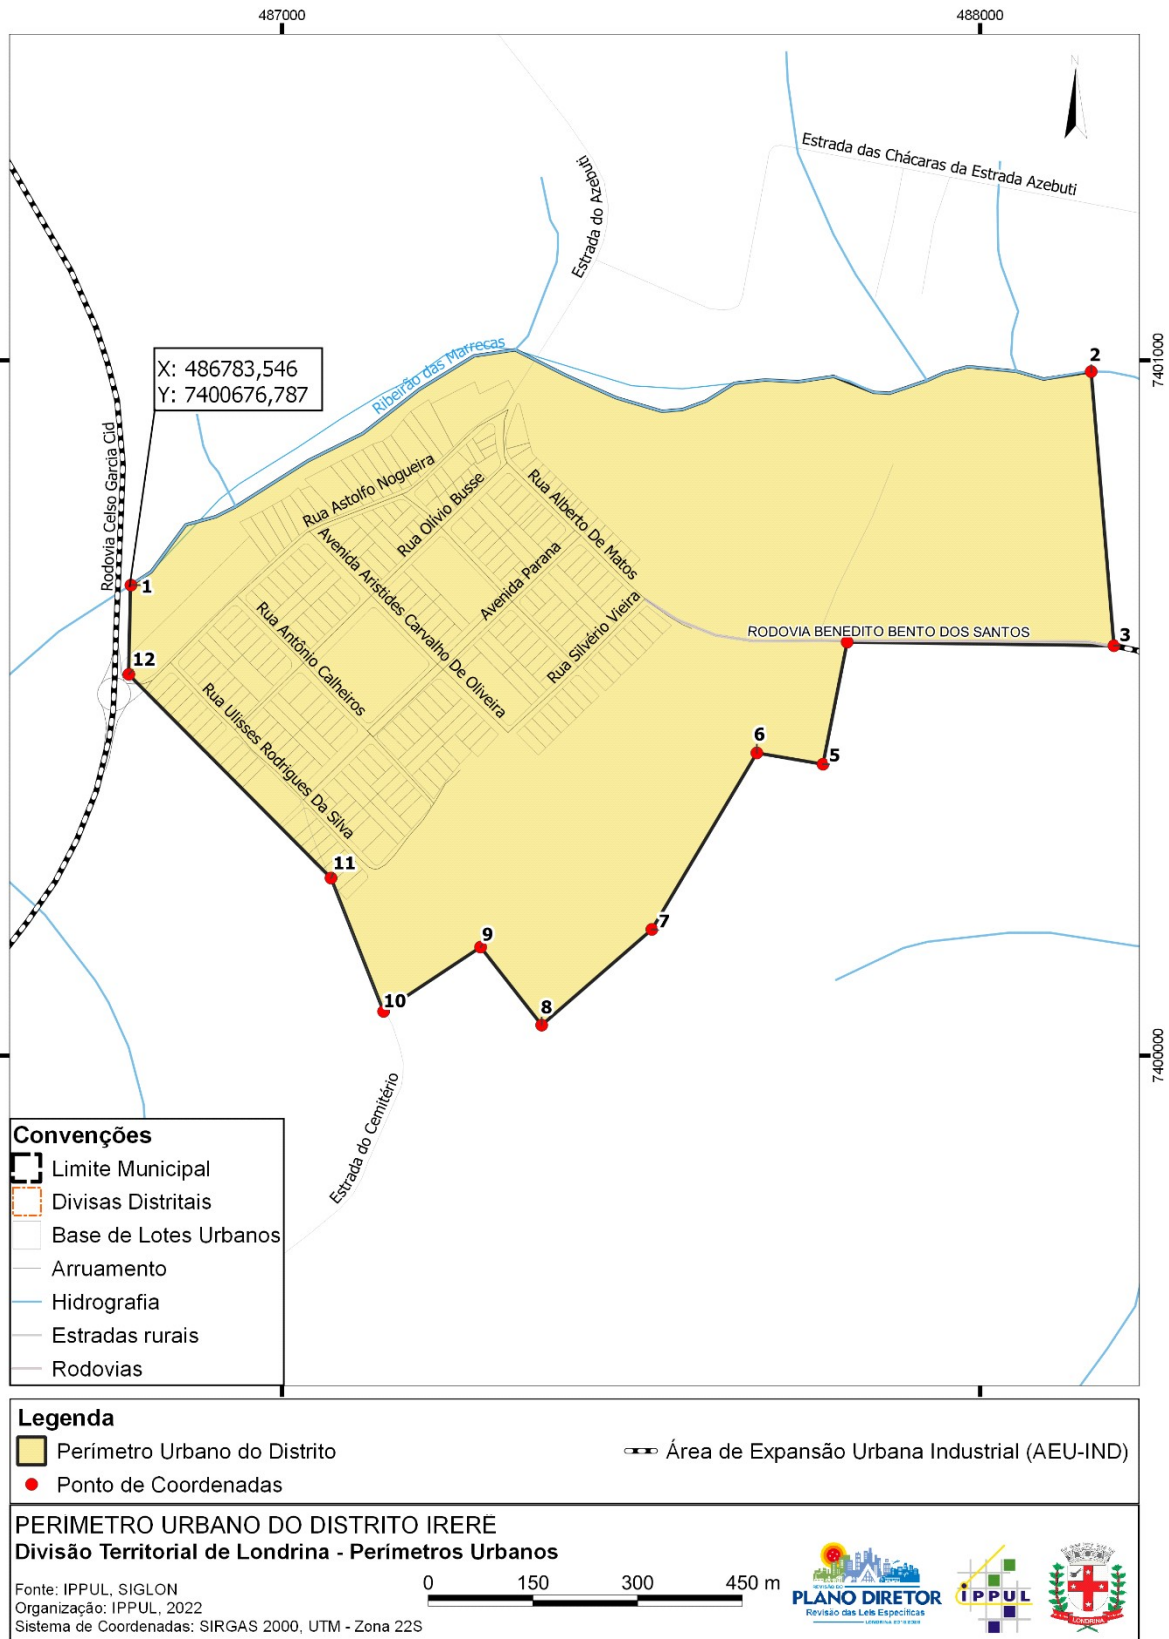 487000
488000
N
Estrada das Chácaras da Estrada Azebuti
Estrada do Azebuti
2
7401000
Ribeirão das Marrecas
X: 486783,546
Y: 7400676,787
Rodovia Celso Garcia Cid
Rua Astolfo Nogueira
Rua Olívio Busse
Rua Alberto De Matos
Avenida Aristides Carvalho De Oliveira
Avenida Parana
1
Rua Antônio Calheiros
Rua Silvério Vieira
RODOVIA BENEDITO BENTO DOS SANTOS
3
12
Rua Ulisses Rodrigues Da Silva
6
5
11
7
9
10
8
7400000
Estrada do Cemitério
Convenções
Limite Municipal
Divisas Distritais
Base de Lotes Urbanos
Arruamento
Hidrografia
Estradas rurais
Rodovias
Legenda
Perímetro Urbano do Distrito
Área de Expansão Urbana Industrial (AEU-IND)
Ponto de Coordenadas
PERIMETRO URBANO DO DISTRITO IRERÊ
Divisão Territorial de Londrina - Perímetros Urbanos
Fonte: IPPUL, SIGLON
Organização: IPPUL, 2022
Sistema de Coordenadas: SIRGAS 2000, UTM - Zona 22S
0 150 300 450 m
REVISÃO DO
PLANO DIRETOR
Revisão das Leis Específicas
IPPUL
LONDRINA